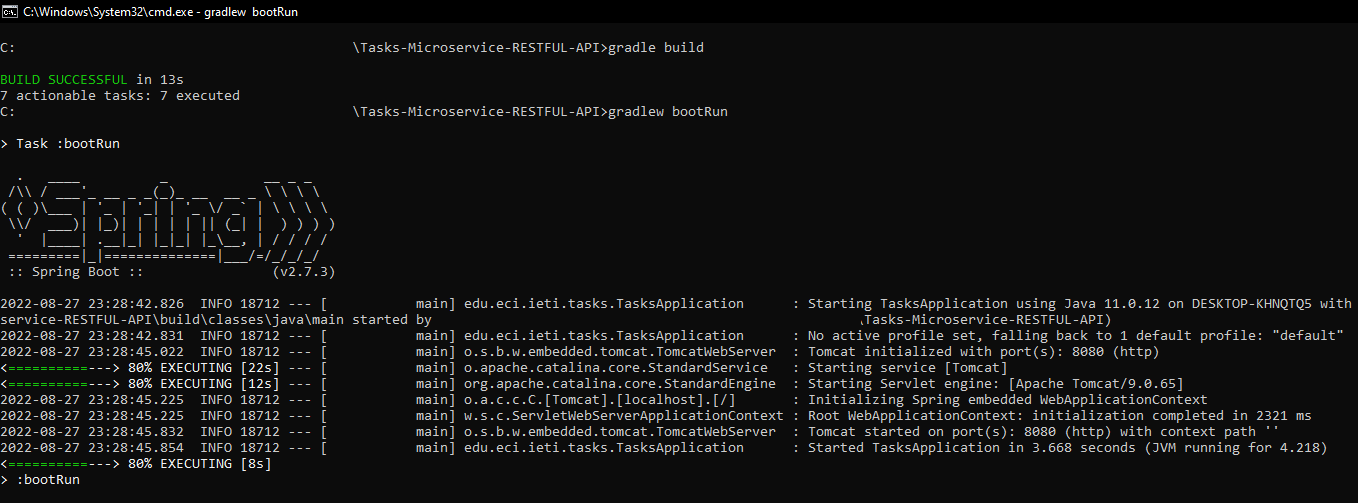 C:\Windows\System32\cmd.exe - gradlew  bootRun
C:                                          \Tasks-Microservice-RESTFUL-API>gradle build
BUILD SUCCESSFUL in 13s
7 actionable tasks: 7 executed
C:                                          \Tasks-Microservice-RESTFUL-API>gradlew bootRun
> Task :bootRun
  .   ____          _            __ _ _
 /\\ / ___'_ __ _ _(_)_ __  __ _ \ \ \ \
( ( )\___ | '_ | '_| | '_ \/ _` | \ \ \ \
 \\/  ___)| |_)| | | | | || (_| |  ) ) ) )
  '  |____| .__|_| |_|_| |_\__, | / / / /
 =========|_|==============|___/=/_/_/_/
 :: Spring Boot ::                (v2.7.3)
2022-08-27 23:28:42.826  INFO 18712 --- [           main] edu.eci.ieti.tasks.TasksApplication      : Starting TasksApplication using Java 11.0.12 on DESKTOP-KHNQTQ5 with
service-RESTFUL-API\build\classes\java\main started by                                                      \Tasks-Microservice-RESTFUL-API)
2022-08-27 23:28:42.831  INFO 18712 --- [           main] edu.eci.ieti.tasks.TasksApplication      : No active profile set, falling back to 1 default profile: "default"
2022-08-27 23:28:45.022  INFO 18712 --- [           main] o.s.b.w.embedded.tomcat.TomcatWebServer  : Tomcat initialized with port(s): 8080 (http)
<===========---> 80% EXECUTING [22s] --- [           main] o.apache.catalina.core.StandardService   : Starting service [Tomcat]
<===========---> 80% EXECUTING [12s] --- [           main] org.apache.catalina.core.StandardEngine  : Starting Servlet engine: [Apache Tomcat/9.0.65]
2022-08-27 23:28:45.225  INFO 18712 --- [           main] o.a.c.c.C.[Tomcat].[localhost].[/]       : Initializing Spring embedded WebApplicationContext
2022-08-27 23:28:45.225  INFO 18712 --- [           main] w.s.c.ServletWebServerApplicationContext : Root WebApplicationContext: initialization completed in 2321 ms
2022-08-27 23:28:45.832  INFO 18712 --- [           main] o.s.b.w.embedded.tomcat.TomcatWebServer  : Tomcat started on port(s): 8080 (http) with context path ''
2022-08-27 23:28:45.854  INFO 18712 --- [           main] edu.eci.ieti.tasks.TasksApplication      : Started TasksApplication in 3.668 seconds (JVM running for 4.218)
<===========---> 80% EXECUTING [8s]
> :bootRun